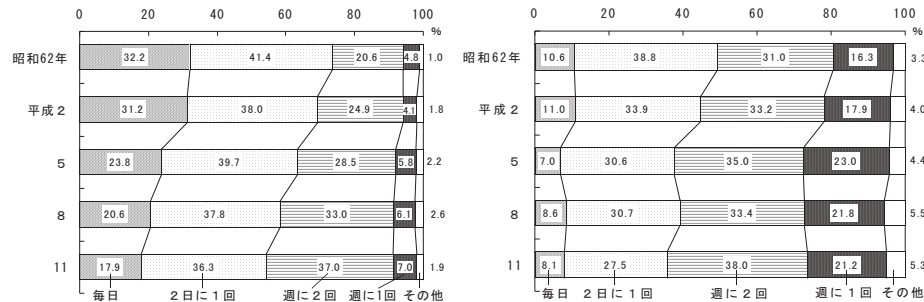 0 20 40 60 80 100
%
昭和62年 32.2 41.4 20.6 4.8 1.0
平成2 31.2 38.0 24.9 4.1 1.8
5 23.8 39.7 28.5 5.8 2.2
8 20.6 37.8 33.0 6.1 2.6
11 17.9 36.3 37.0 7.0 1.9
毎日 2日に1回 週に2回 週に1回 その他
0 20 40 60 80 100
%
昭和62年 10.6 38.8 31.0 16.3 3.3
平成2 11.0 33.9 33.2 17.9 4.0
5 7.0 30.6 35.0 23.0 4.4
8 8.6 30.7 33.4 21.8 5.5
11 8.1 27.5 38.0 21.2 5.3
毎日 2日に1回 週に2回 週に1回 その他